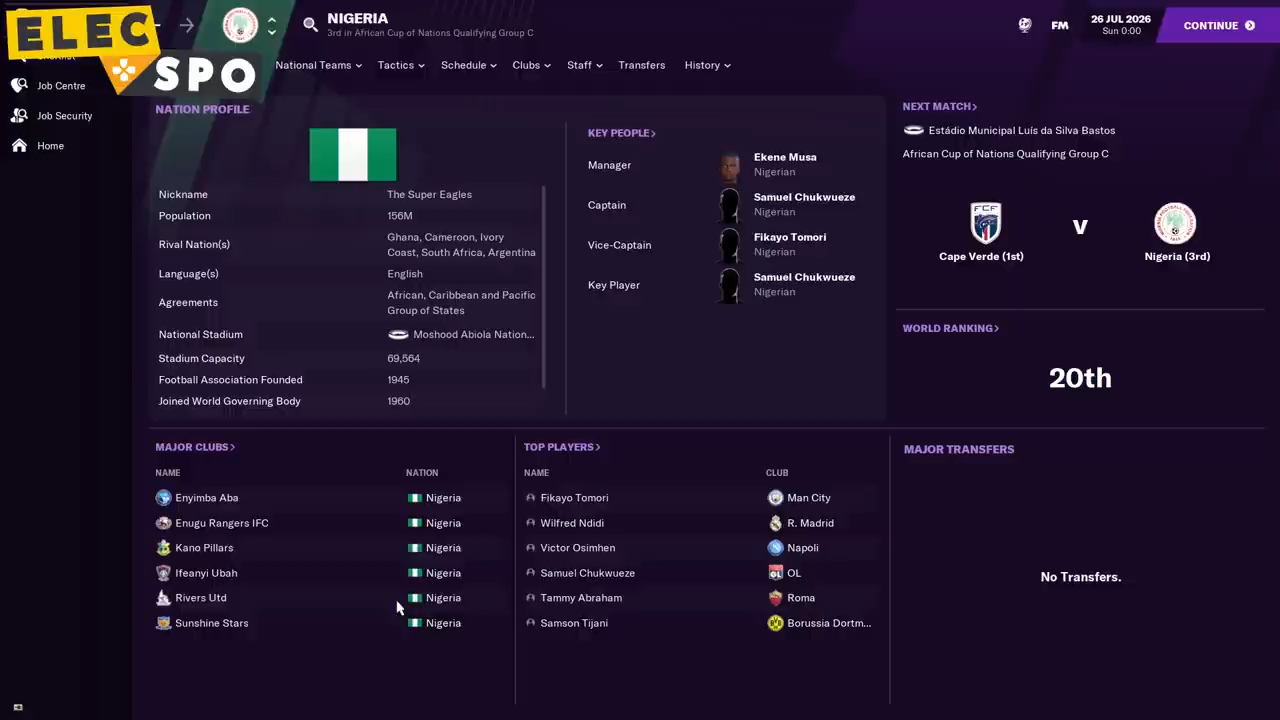 ELEC
SPO
NIGERIA
3rd in African Cup of Nations Qualifying Group C
FM
26 JUL 2026
Sun 0:00
CONTINUE
National Teams
Tactics
Schedule
Clubs
Staff
Transfers
History
Job Centre
Job Security
Home
NATION PROFILE
Nickname The Super Eagles
Population 156M
Rival Nation(s) Ghana, Cameroon, Ivory
Coast, South Africa, Argentina
Language(s) English
Agreements African, Caribbean and Pacific
Group of States
National Stadium Moshood Abiola Nation...
Stadium Capacity 69,564
Football Association Founded 1945
Joined World Governing Body 1960
KEY PEOPLE>
Manager Ekene Musa
Nigerian
Captain Samuel Chukwueze
Nigerian
Vice-Captain Fikayo Tomori
Nigerian
Key Player Samuel Chukwueze
Nigerian
NEXT MATCH>
Estádio Municipal Luís da Silva Bastos
African Cup of Nations Qualifying Group C
FCF
V
Cape Verde (1st) Nigeria (3rd)
WORLD RANKING>
20th
MAJOR CLUBS>
NAME NATION
Enyimba Aba Nigeria
Enugu Rangers IFC Nigeria
Kano Pillars Nigeria
Ifeanyi Ubah Nigeria
Rivers Utd Nigeria
Sunshine Stars Nigeria
TOP PLAYERS>
NAME CLUB
Fikayo Tomori Man City
Wilfred Ndidi R. Madrid
Victor Osimhen Napoli
Samuel Chukwueze OL
Tammy Abraham Roma
Samson Tijani Borussia Dortm...
MAJOR TRANSFERS
No Transfers.